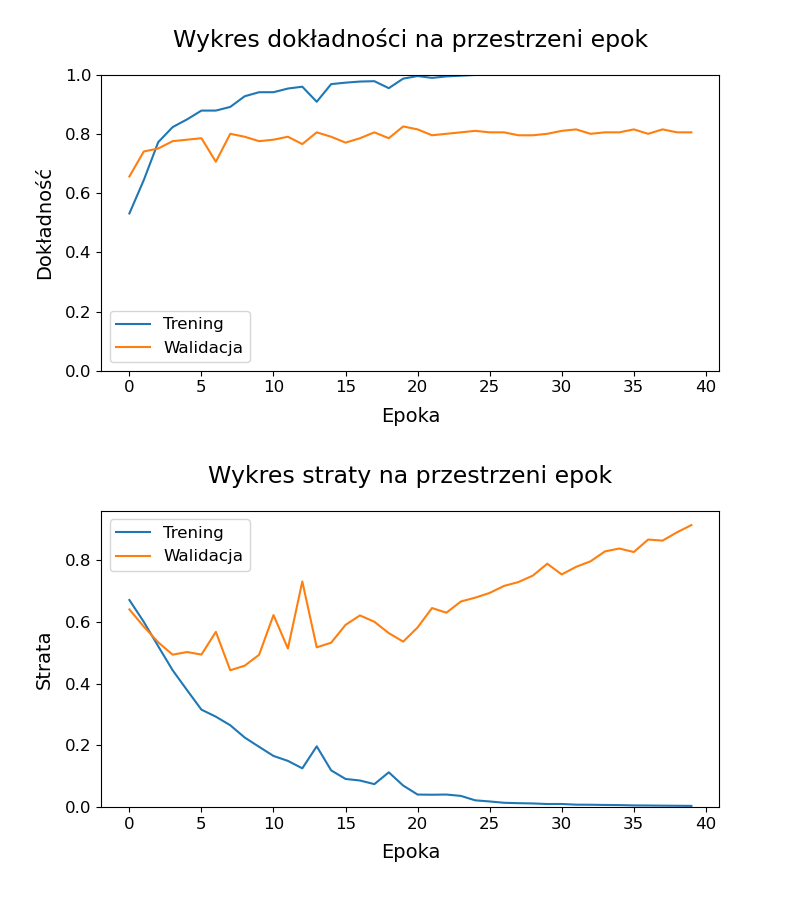 Wykres dokładności na przestrzeni epok
1.0
0.8
0.6
0.4
0.2
0.0
Dokładność
Trening
Walidacja
0 5 10 15 20 25 30 35 40
Epoka
Wykres straty na przestrzeni epok
Trening
Walidacja
0.8
0.6
0.4
0.2
0.0
Strata
0 5 10 15 20 25 30 35 40
Epoka